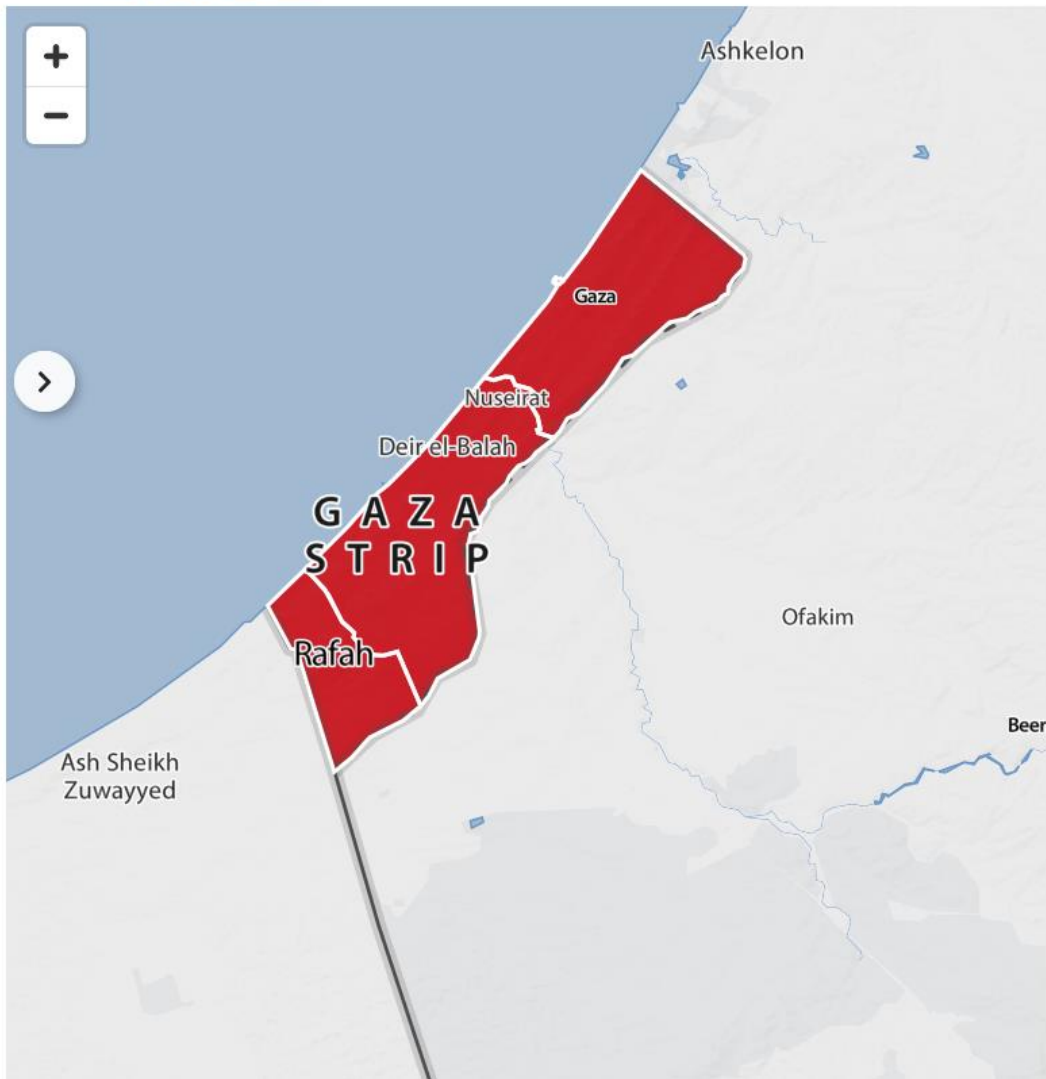 +
−
Ashkelon
Gaza
Nuseirat
Deir el-Balah
GAZA
STRIP
Ofakim
Rafah
Beer
Ash Sheikh
Zuwayyed